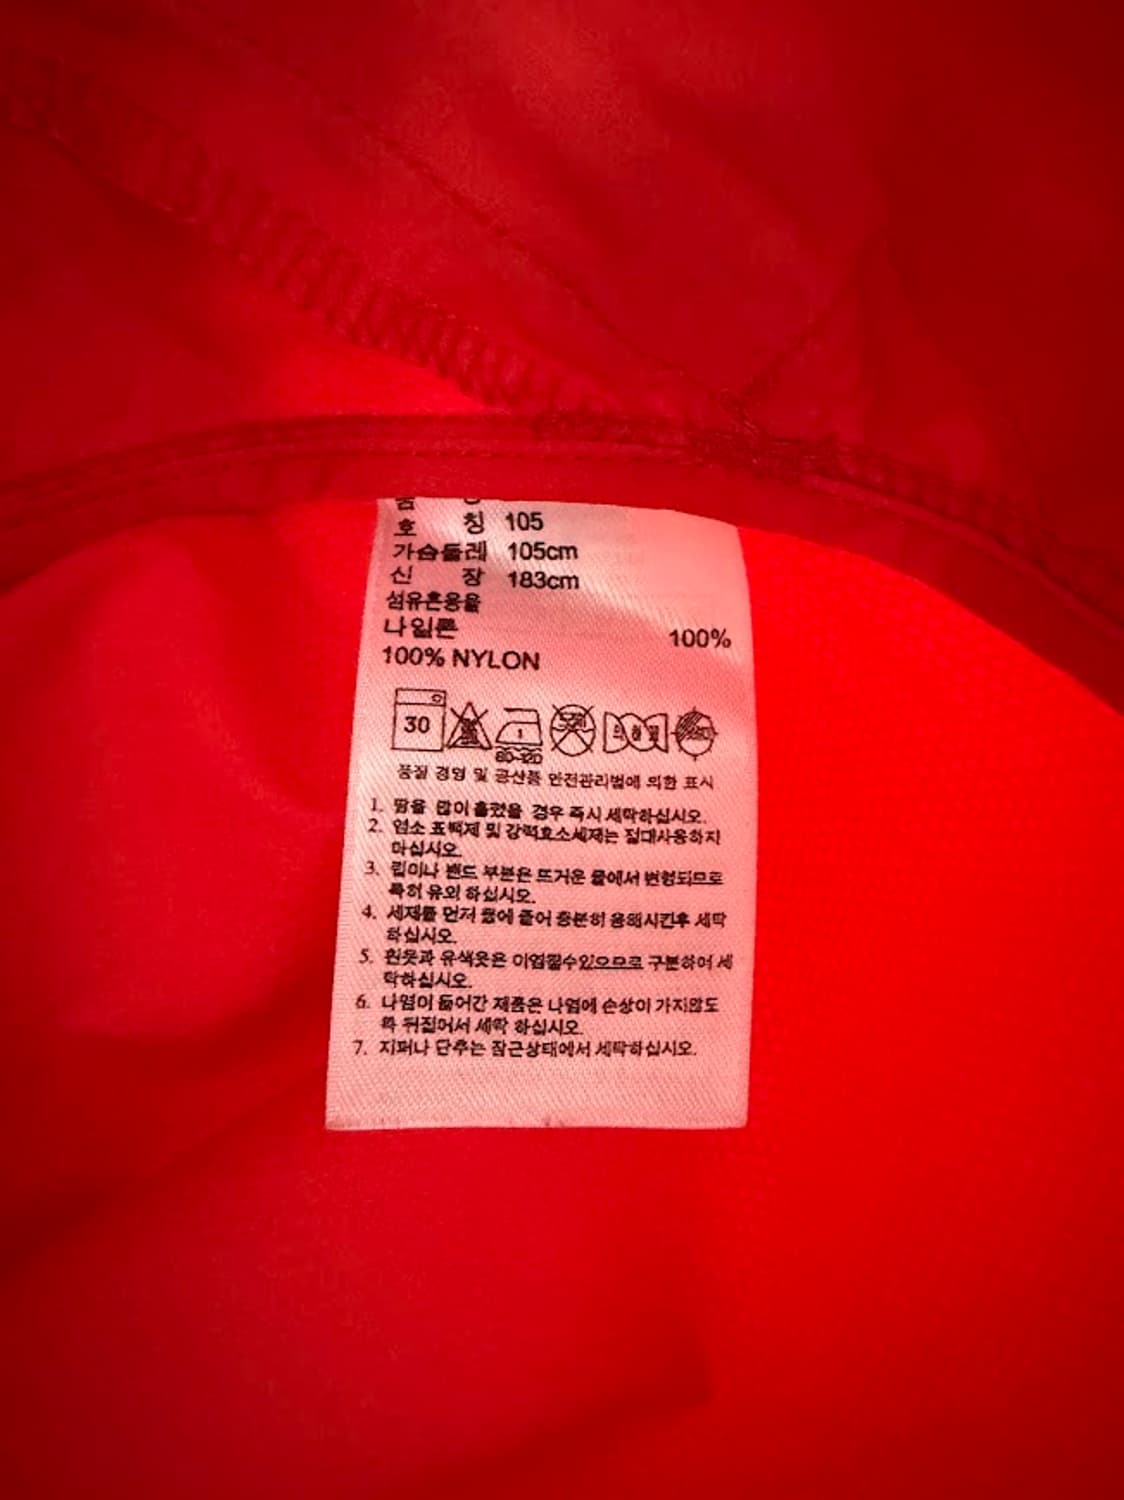 호 칭 105
가슴둘레 105cm
신 장 183cm
섬유혼용율
나일론 100%
100% NYLON
30
80~120
품질 경영 및 공산품 안전관리법에 의한 표시
1. 땀을 많이 흘렸을 경우 즉시 세탁하십시오.
2. 염소 표백제 및 강력효소세제는 절대사용하지
마십시오.
3. 립이나 밴드 부분은 뜨거운 물에서 변형되므로
특히 유의 하십시오.
4. 세제를 먼저 물에 풀어 충분히 용해시킨후 세탁
하십시오.
5. 흰옷과 유색옷은 이염될수있으므로 구분하여 세
탁하십시오.
6. 나염이 들어간 제품은 나염에 손상이 가지않도
록 뒤집어서 세탁 하십시오.
7. 지퍼나 단추는 잠근상태에서 세탁하십시오.